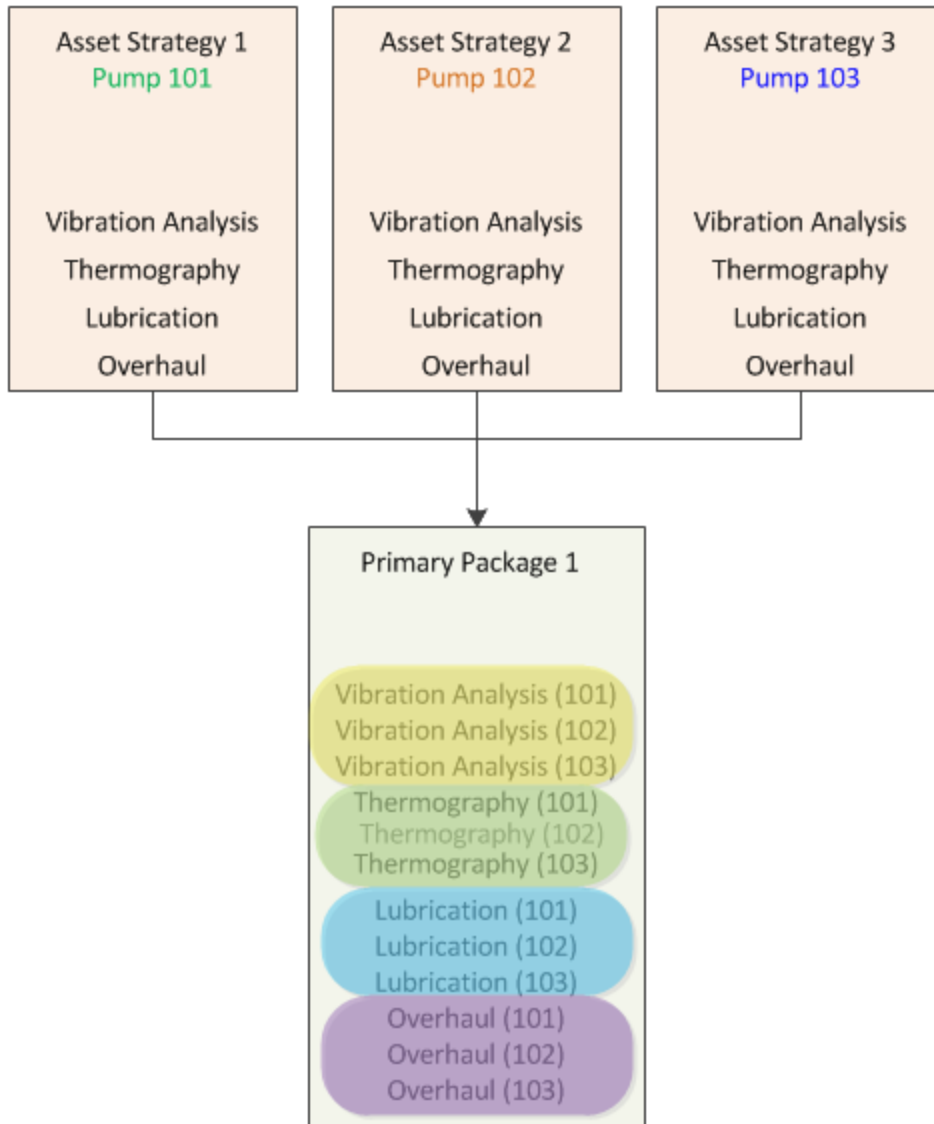 Asset Strategy 1
Pump 101
Vibration Analysis
Thermography
Lubrication
Overhaul
Asset Strategy 2
Pump 102
Vibration Analysis
Thermography
Lubrication
Overhaul
Asset Strategy 3
Pump 103
Vibration Analysis
Thermography
Lubrication
Overhaul
Primary Package 1
Vibration Analysis (101)
Vibration Analysis (102)
Vibration Analysis (103)
Thermography (101)
Thermography (102)
Thermography (103)
Lubrication (101)
Lubrication (102)
Lubrication (103)
Overhaul (101)
Overhaul (102)
Overhaul (103)